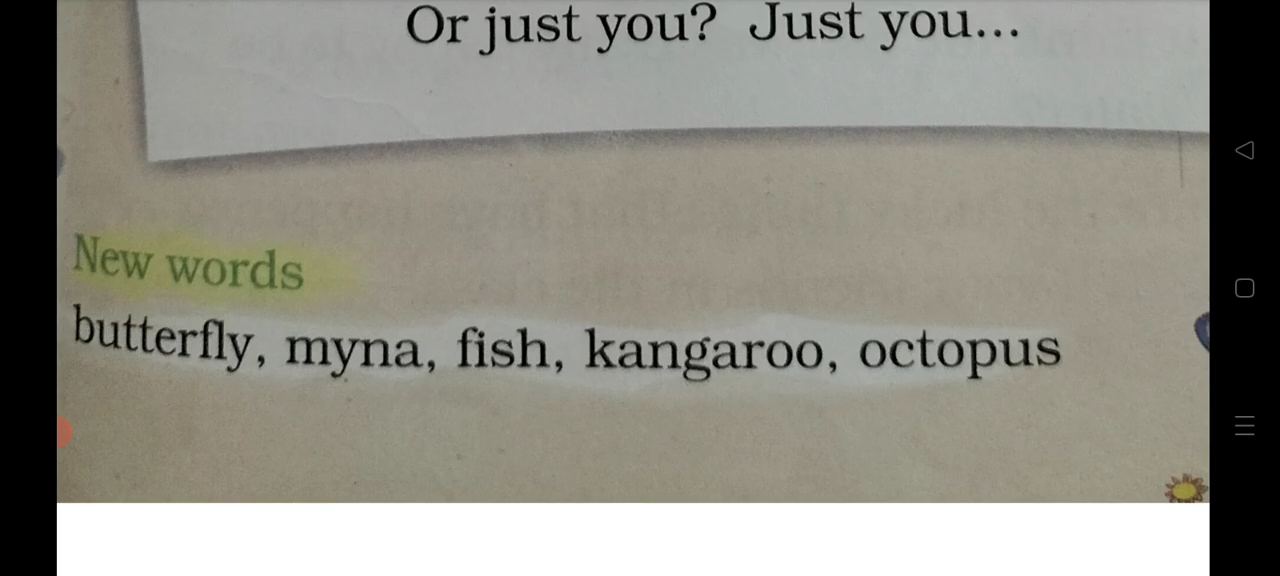 Or just you? Just you...
New words
butterfly, myna, fish, kangaroo, octopus